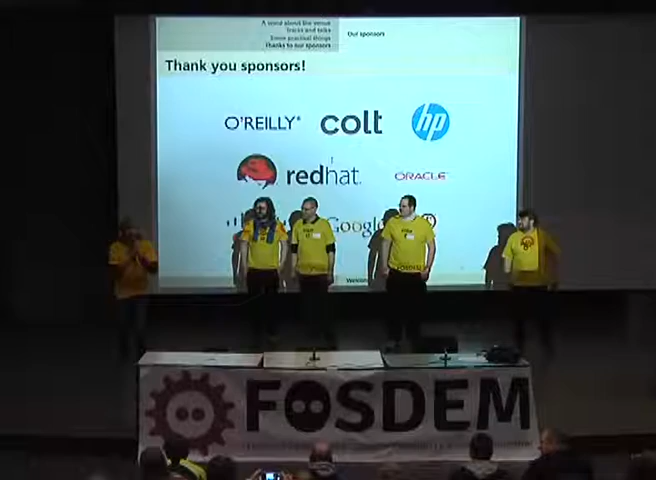 A word about the venue
Tracks and talks
Some practical things
Thanks to our sponsors
Our sponsors
Thank you sponsors!
O'REILLY
colt
hp
redhat.
ORACLE
Google
FOSDEM